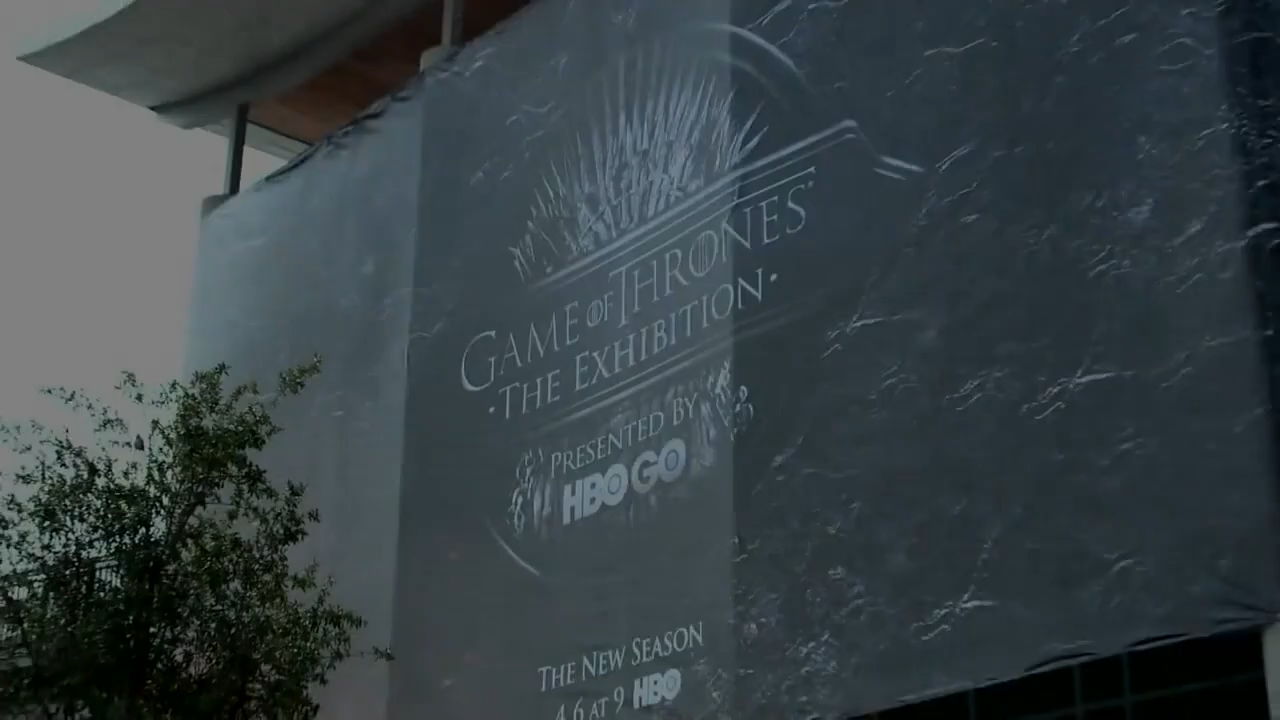 GAME OF THRONES
·THE EXHIBITION·
PRESENTED BY
HBO GO
THE NEW SEASON
4.6 AT 9 HBO